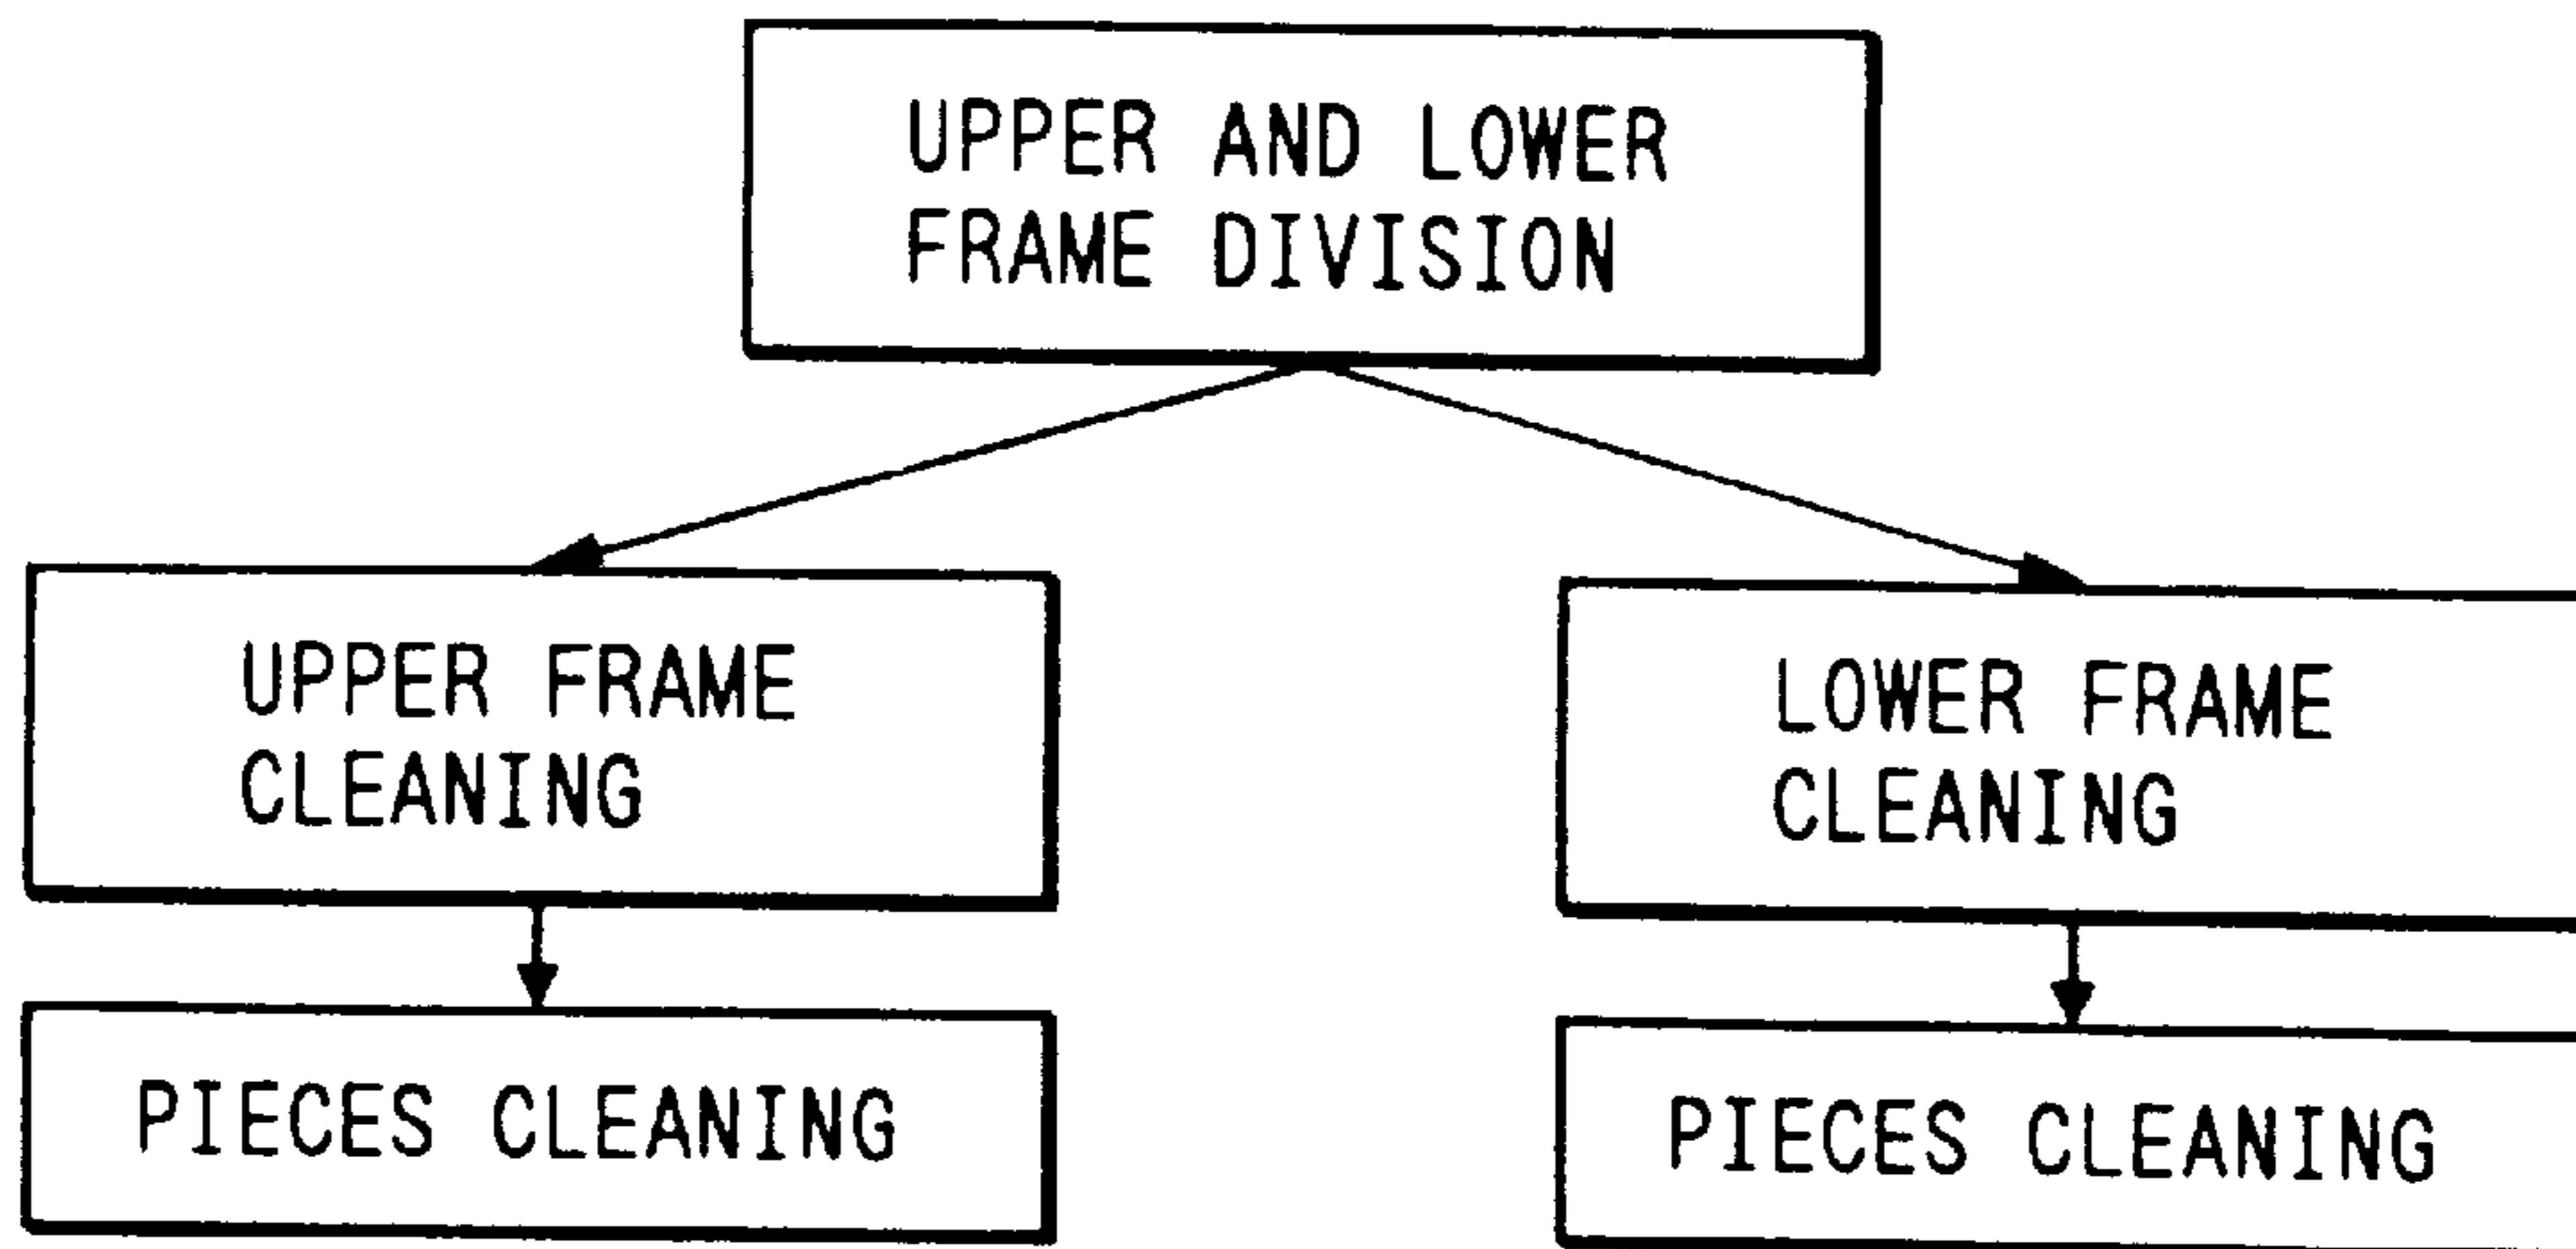 UPPER AND LOWER
FRAME DIVISION
UPPER FRAME
CLEANING
LOWER FRAME
CLEANING
PIECES CLEANING
PIECES CLEANING